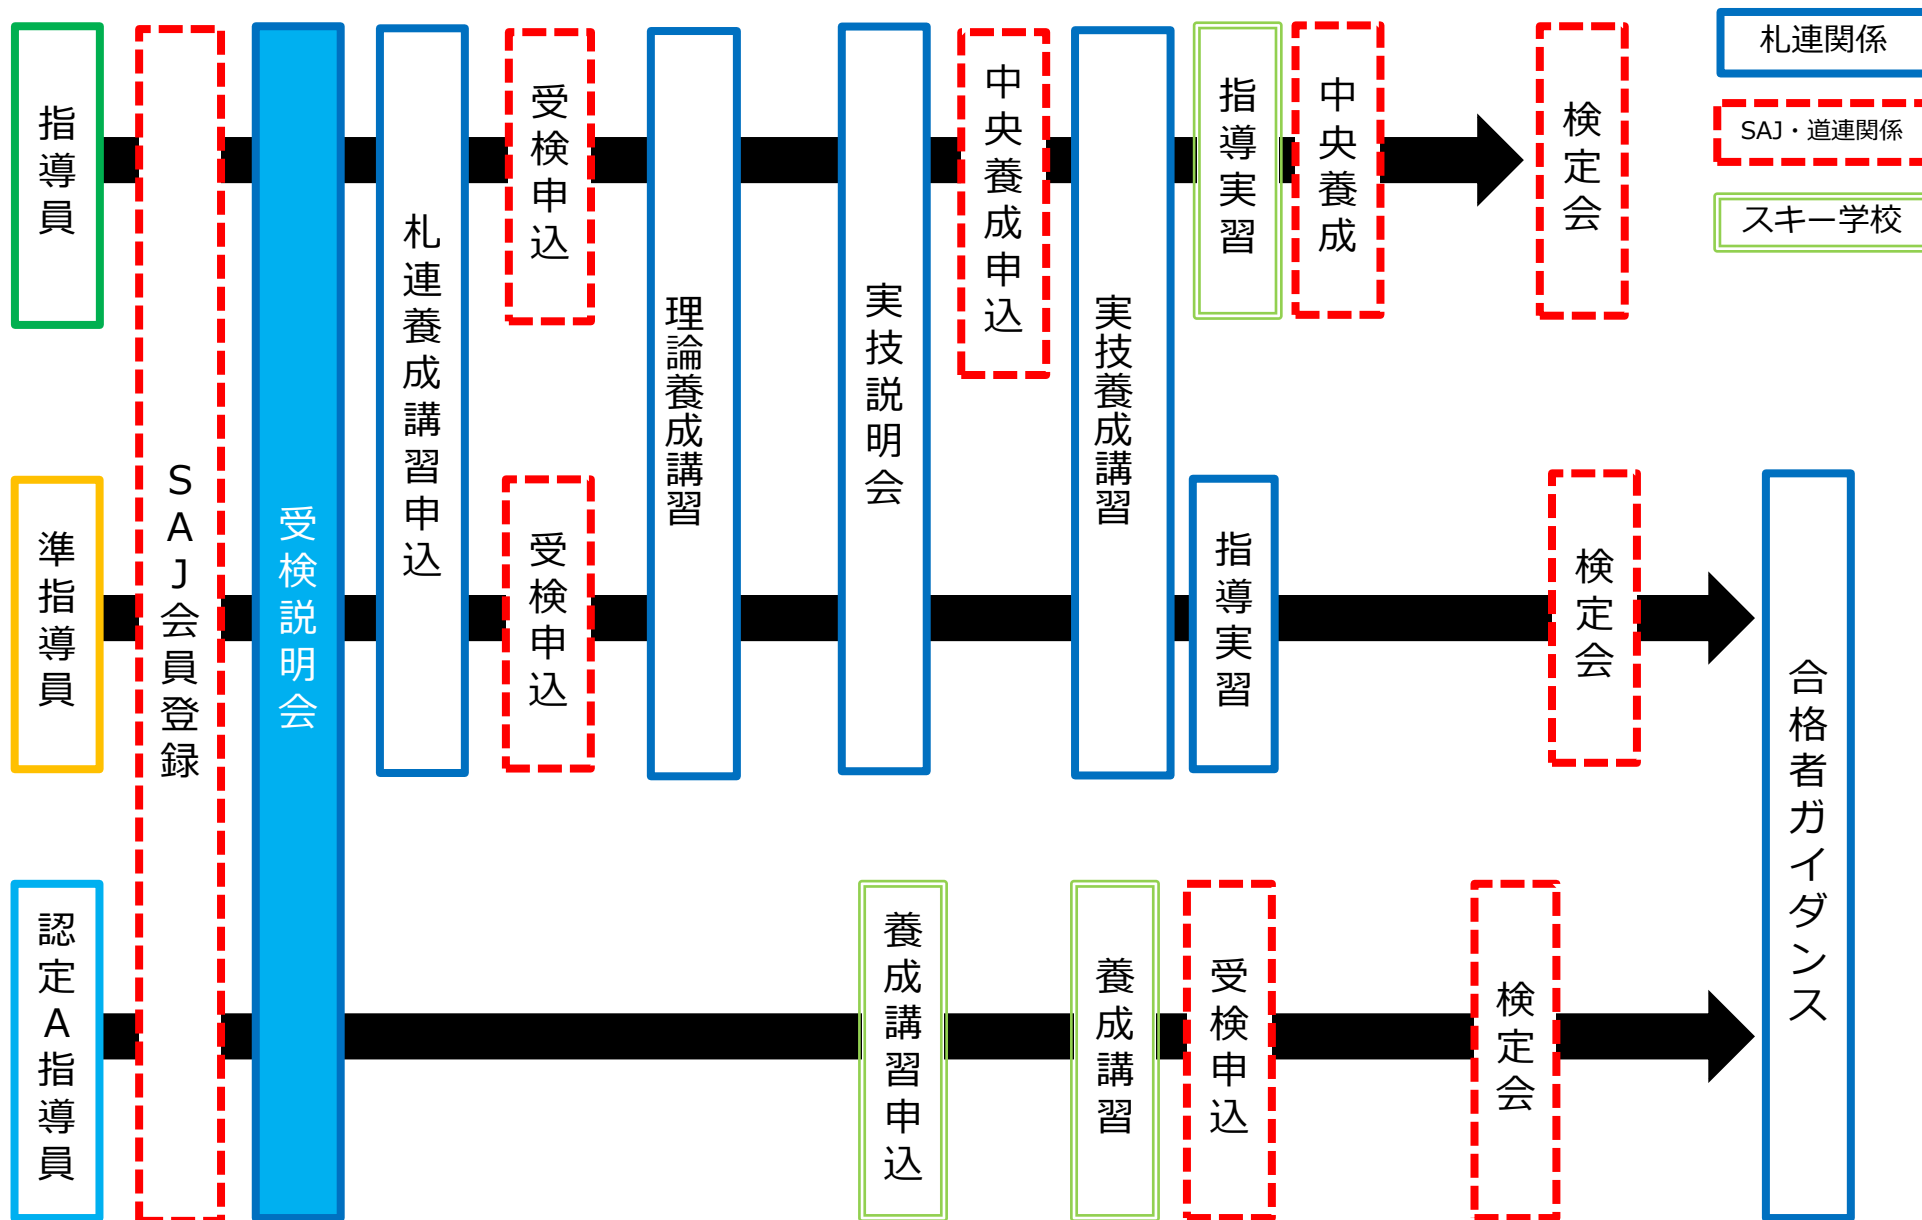 指導員
準指導員
認定A指導員
SAJ会員登録
受検説明会
札連養成講習申込
受検申込
受検申込
理論養成講習
実技説明会
中央養成申込
実技養成講習
指導実習
中央養成
検定会
指導実習
検定会
養成講習申込
養成講習
受検申込
検定会
合格者ガイダンス
札連関係
SAJ・道連関係
スキー学校